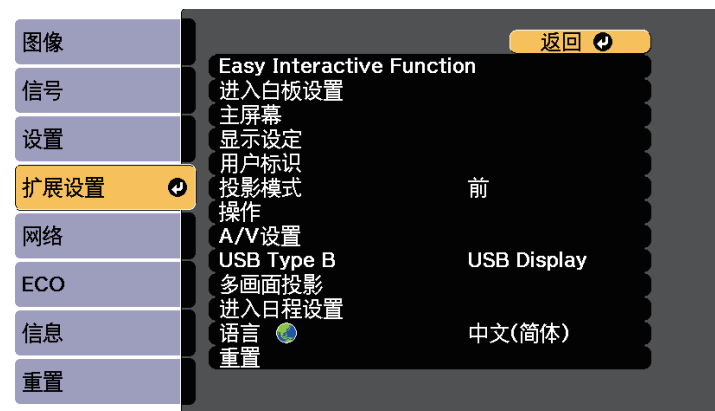 图像
信号
设置
扩展设置
网络
ECO
信息
重置
返回
Easy Interactive Function
进入白板设置
主屏幕
显示设定
用户标识
投影模式 前
操作
A/V设置
USB Type B USB Display
多画面投影
进入日程设置
语言 中文(简体)
重置